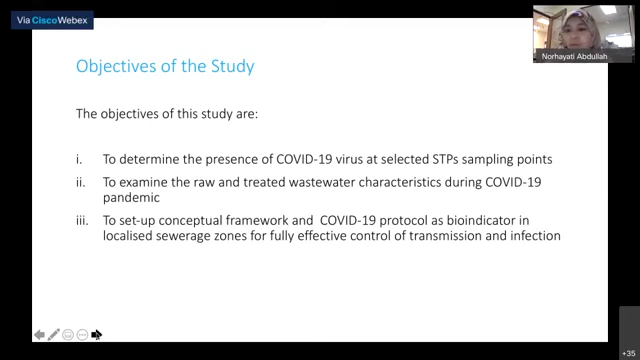 Via Cisco Webex
Norhayati Abdullah
Objectives of the Study
The objectives of this study are:
i. To determine the presence of COVID-19 virus at selected STPs sampling points
ii. To examine the raw and treated wastewater characteristics during COVID-19
pandemic
iii. To set-up conceptual framework and COVID-19 protocol as bioindicator in
localised sewerage zones for fully effective control of transmission and infection
+35